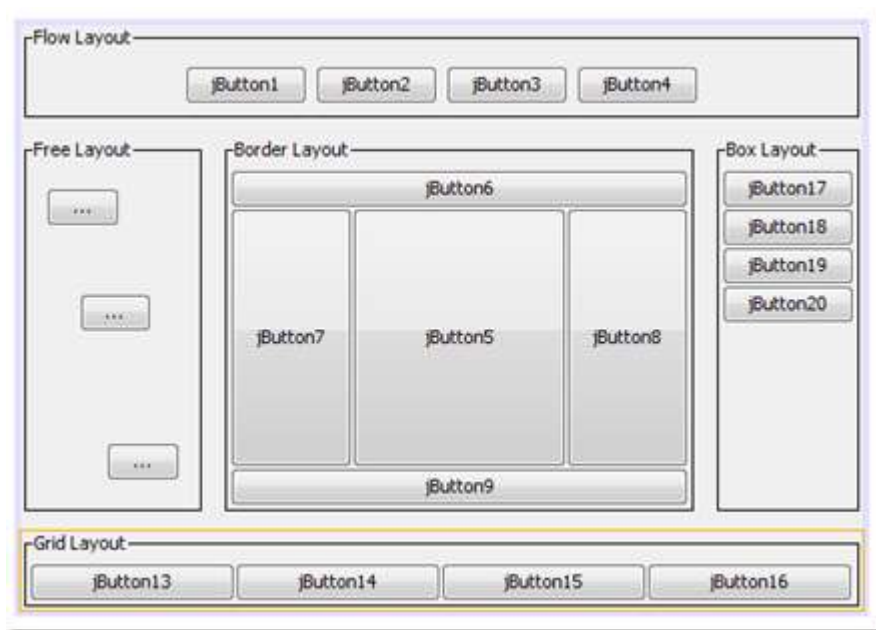 Flow Layout
jButton1 jButton2 jButton3 jButton4
Free Layout
...
...
...
Border Layout
jButton6
jButton7 jButton5 jButton8
jButton9
Box Layout
jButton17
jButton18
jButton19
jButton20
Grid Layout
jButton13 jButton14 jButton15 jButton16